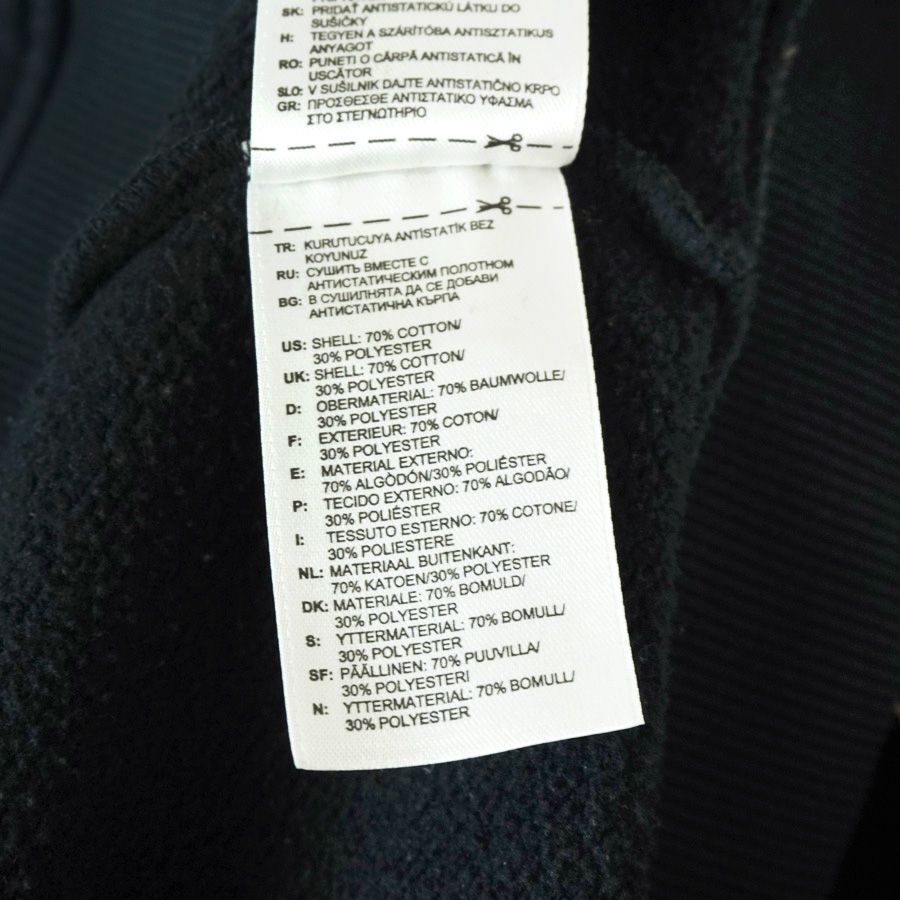 SK: PRIDAŤ ANTISTATICKÚ LÁTKU DO
SUŠIČKY
H: TEGYEN A SZÁRÍTÓBA ANTISZTATIKUS
ANYAGOT
RO: PUNETI O CÂRPĂ ANTISTATICĂ ÎN
USCĂTOR
SLO: V SUŠILNIK DAJTE ANTISTATIČNO KRPO
GR: ΠΡΟΣΘΕΣΘΕ ΑΝΤΙΣΤΑΤΙΚΟ ΥΦΑΣΜΑ
ΣΤΟ ΣΤΕΓΝΩΤΗΡΙΟ
TR: KURUTUCUYA ANTİSTATİK BEZ
KOYUNUZ
RU: СУШИТЬ ВМЕСТЕ С
АНТИСТАТИЧЕСКИМ ПОЛОТНОМ
BG: В СУШИЛНЯТА ДА СЕ ДОБАВИ
АНТИСТАТИЧНА КЪРПА
US: SHELL: 70% COTTON/
30% POLYESTER
UK: SHELL: 70% COTTON/
30% POLYESTER
D: OBERMATERIAL: 70% BAUMWOLLE/
30% POLYESTER
F: EXTERIEUR: 70% COTON/
30% POLYESTER
E: MATERIAL EXTERNO:
70% ALGODÓN/30% POLIÉSTER
P: TECIDO EXTERNO: 70% ALGODÃO/
30% POLIÉSTER
I: TESSUTO ESTERNO: 70% COTONE/
30% POLIESTERE
NL: MATERIAAL BUITENKANT:
70% KATOEN/30% POLYESTER
DK: MATERIALE: 70% BOMULD/
30% POLYESTER
S: YTTERMATERIAL: 70% BOMULL/
30% POLYESTER
SF: PÄÄLLINEN: 70% PUUVILLA/
30% POLYESTERI
N: YTTERMATERIAL: 70% BOMULL/
30% POLYESTER